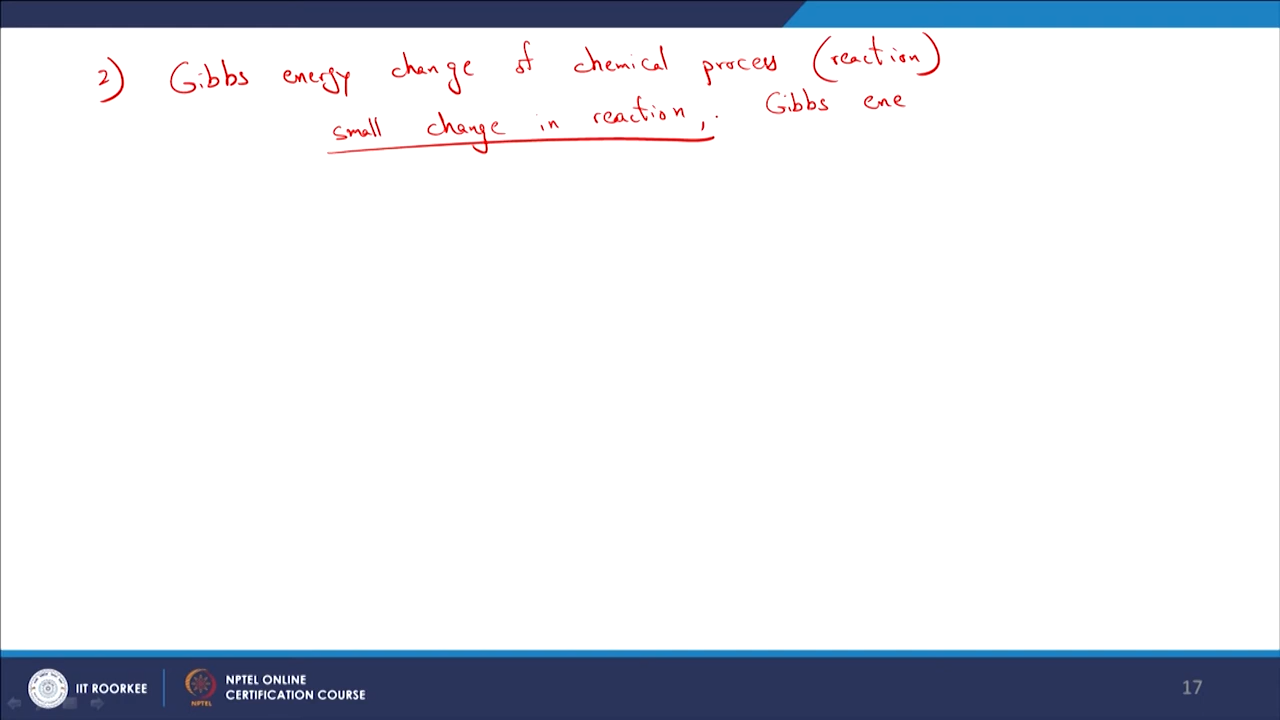 2) Gibbs energy change of chemical process (reaction)
small change in reaction, . Gibbs ene
IIT ROORKEE
NPTEL
NPTEL ONLINE
CERTIFICATION COURSE
17